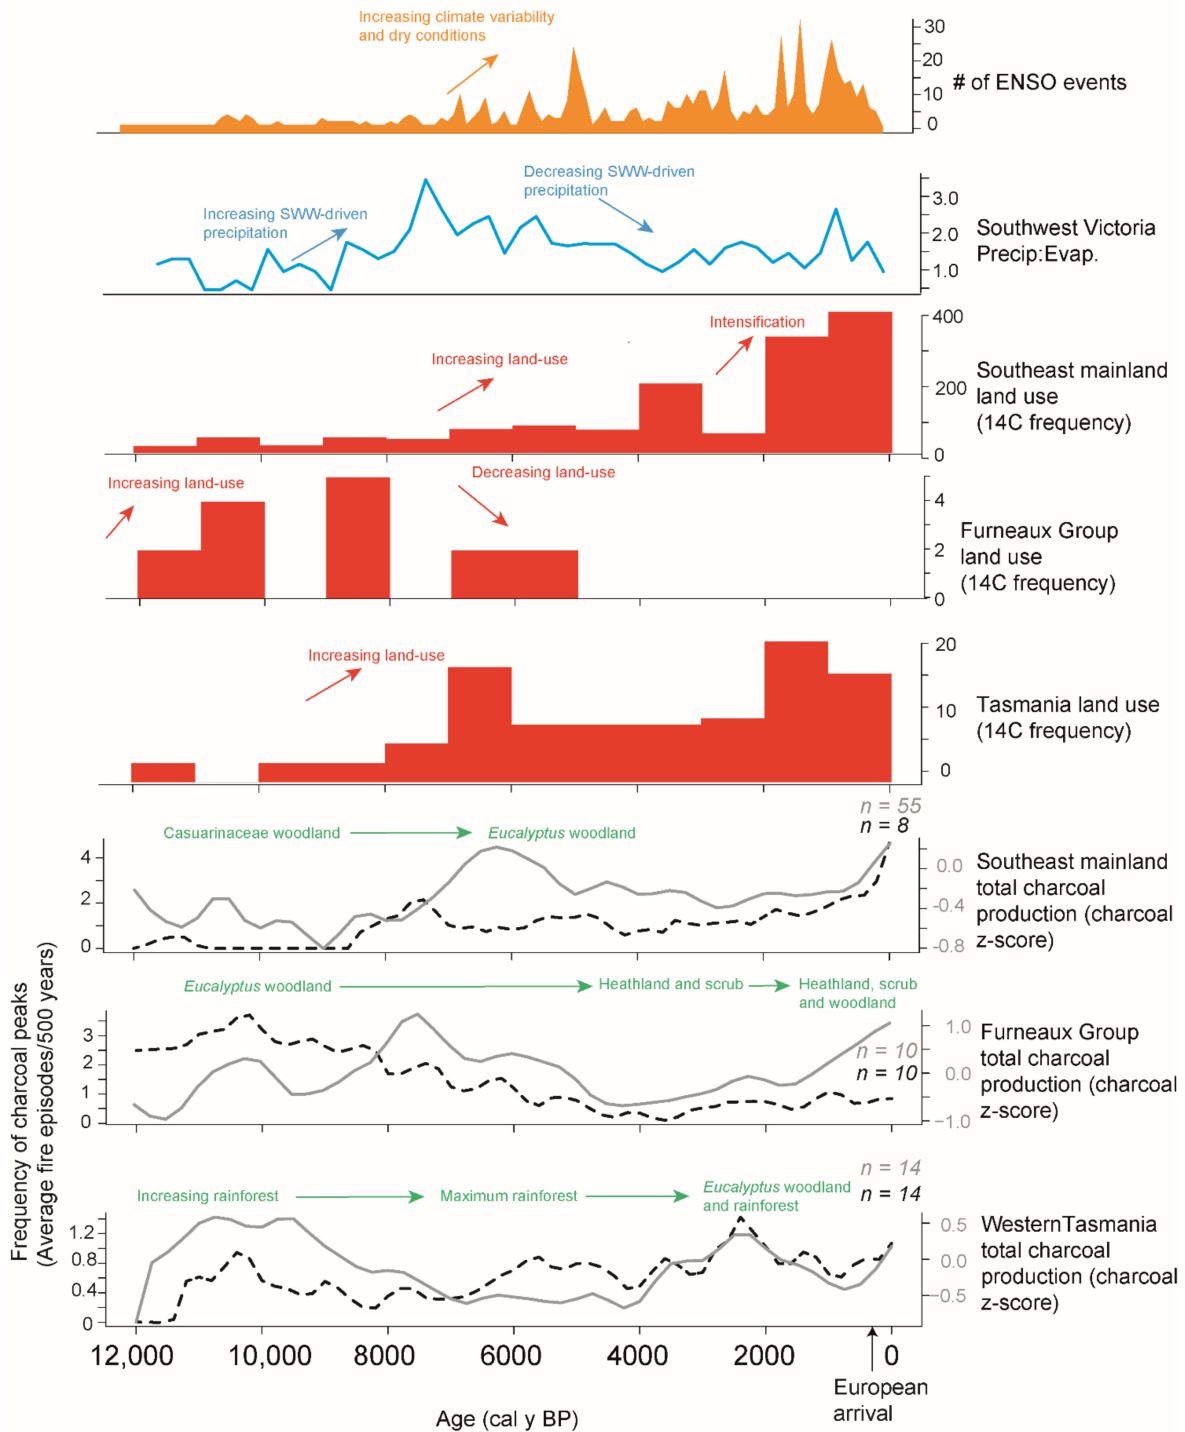 Increasing climate variability
and dry conditions
30
20
10
0
# of ENSO events
Decreasing SWW-driven
precipitation
Increasing SWW-driven
precipitation
3.0
2.0
1.0
Southwest Victoria
Precip:Evap.
Intensification
Increasing land-use
400
200
0
Southeast mainland
land use
(14C frequency)
Increasing land-use
Decreasing land-use
4
2
0
Furneaux Group
land use
(14C frequency)
Increasing land-use
20
10
0
Tasmania land use
(14C frequency)
n = 55
n = 8
Casuarinaceae woodland
Eucalyptus woodland
4
2
0
0.0
-0.4
-0.8
Southeast mainland
total charcoal
production (charcoal
z-score)
Eucalyptus woodland
Heathland and scrub
Heathland, scrub
and woodland
3
2
1
0
n = 10
n = 10
1.0
0.0
−1.0
Furneaux Group
total charcoal
production (charcoal
z-score)
n = 14
n = 14
Increasing rainforest
Maximum rainforest
Eucalyptus woodland
and rainforest
1.2
0.8
0.4
0
0.5
0.0
−0.5
WesternTasmania
total charcoal
production (charcoal
z-score)
Frequency of charcoal peaks
(Average fire episodes/500 years)
12,000
10,000
8000
6000
4000
2000
0
European
arrival
Age (cal y BP)